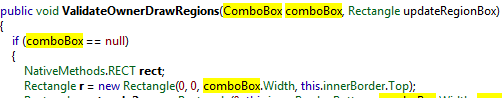 public void ValidateOwnerDrawRegions(ComboBox comboBox, Rectangle updateRegionBox)
{
if (comboBox == null)
{
NativeMethods.RECT rect;
Rectangle r = new Rectangle(0, 0, comboBox.Width, this.innerBorder.Top);